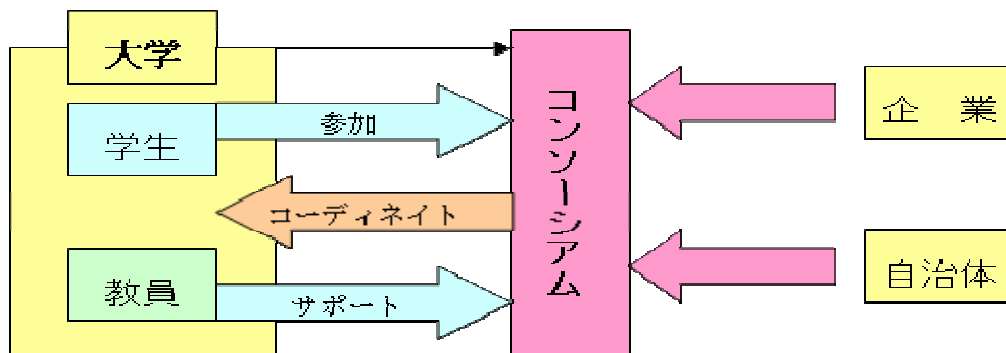 大学
学生
参加
コーディネイト
教員
サポート
コンソーシアム
企　業
自治体